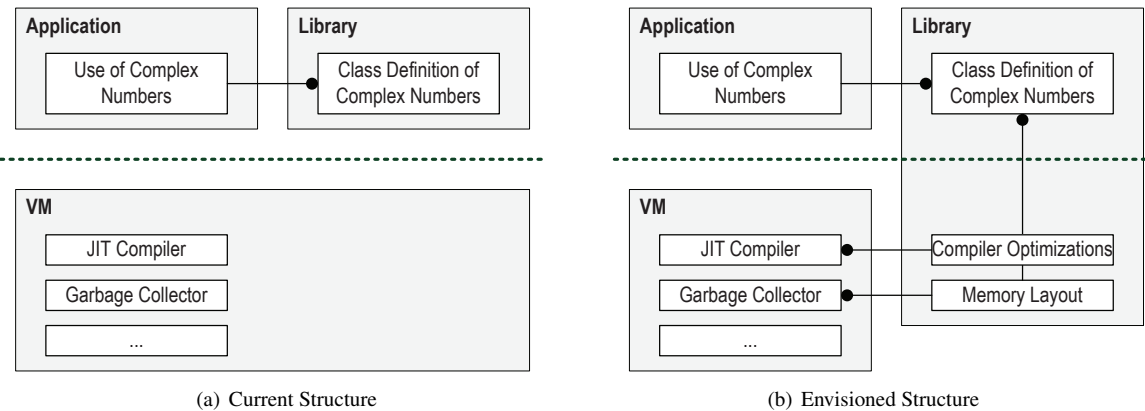 Application
Library
Use of Complex
Numbers
Class Definition of
Complex Numbers
VM
JIT Compiler
Garbage Collector
...
(a) Current Structure
Application
Library
Use of Complex
Numbers
Class Definition of
Complex Numbers
VM
JIT Compiler
Compiler Optimizations
Garbage Collector
Memory Layout
...
(b) Envisioned Structure